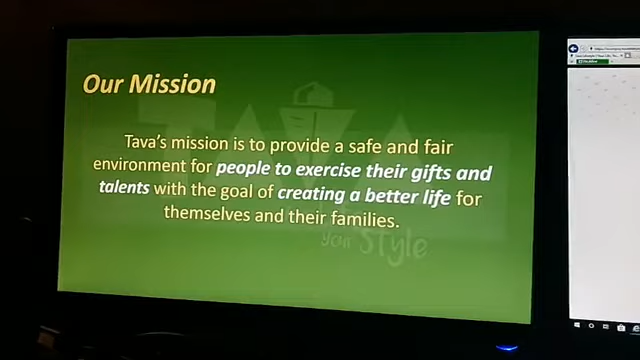 Our Mission
Tava's mission is to provide a safe and fair
environment for people to exercise their gifts and
talents with the goal of creating a better life for
themselves and their families.
your STyle